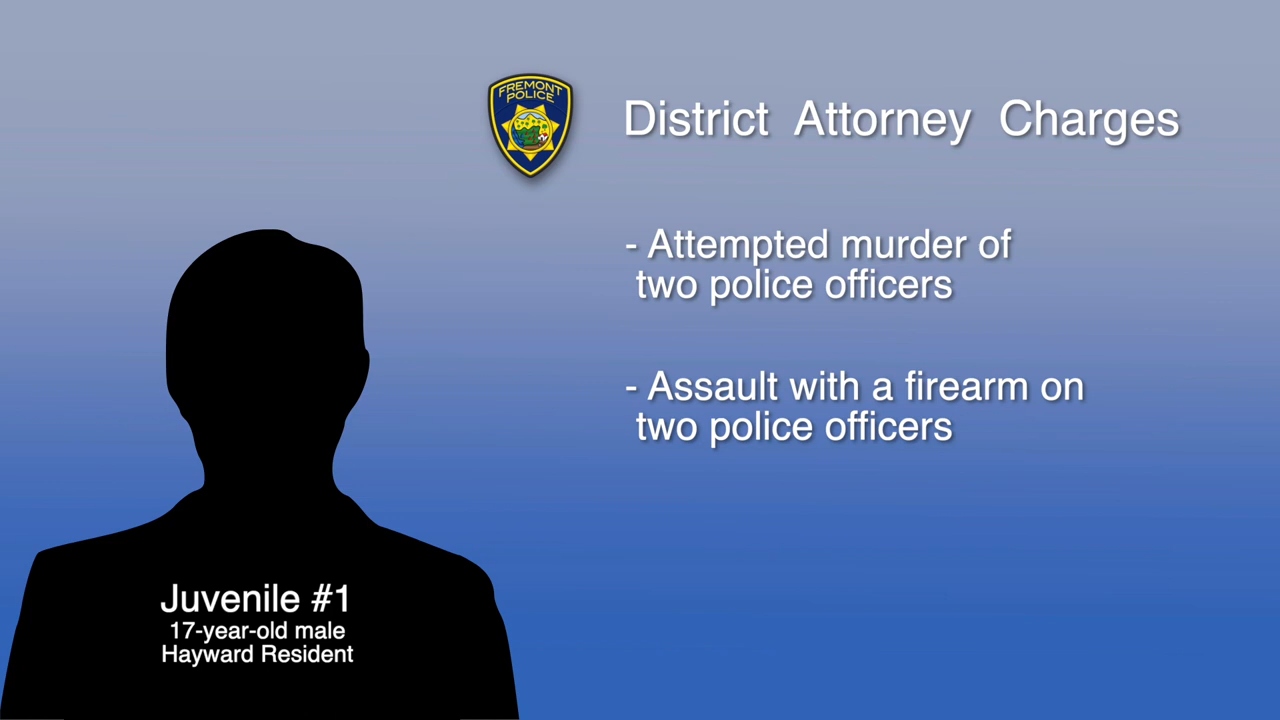 FREMONT
POLICE
District Attorney Charges
- Attempted murder of
two police officers
- Assault with a firearm on
two police officers
Juvenile #1
17-year-old male
Hayward Resident